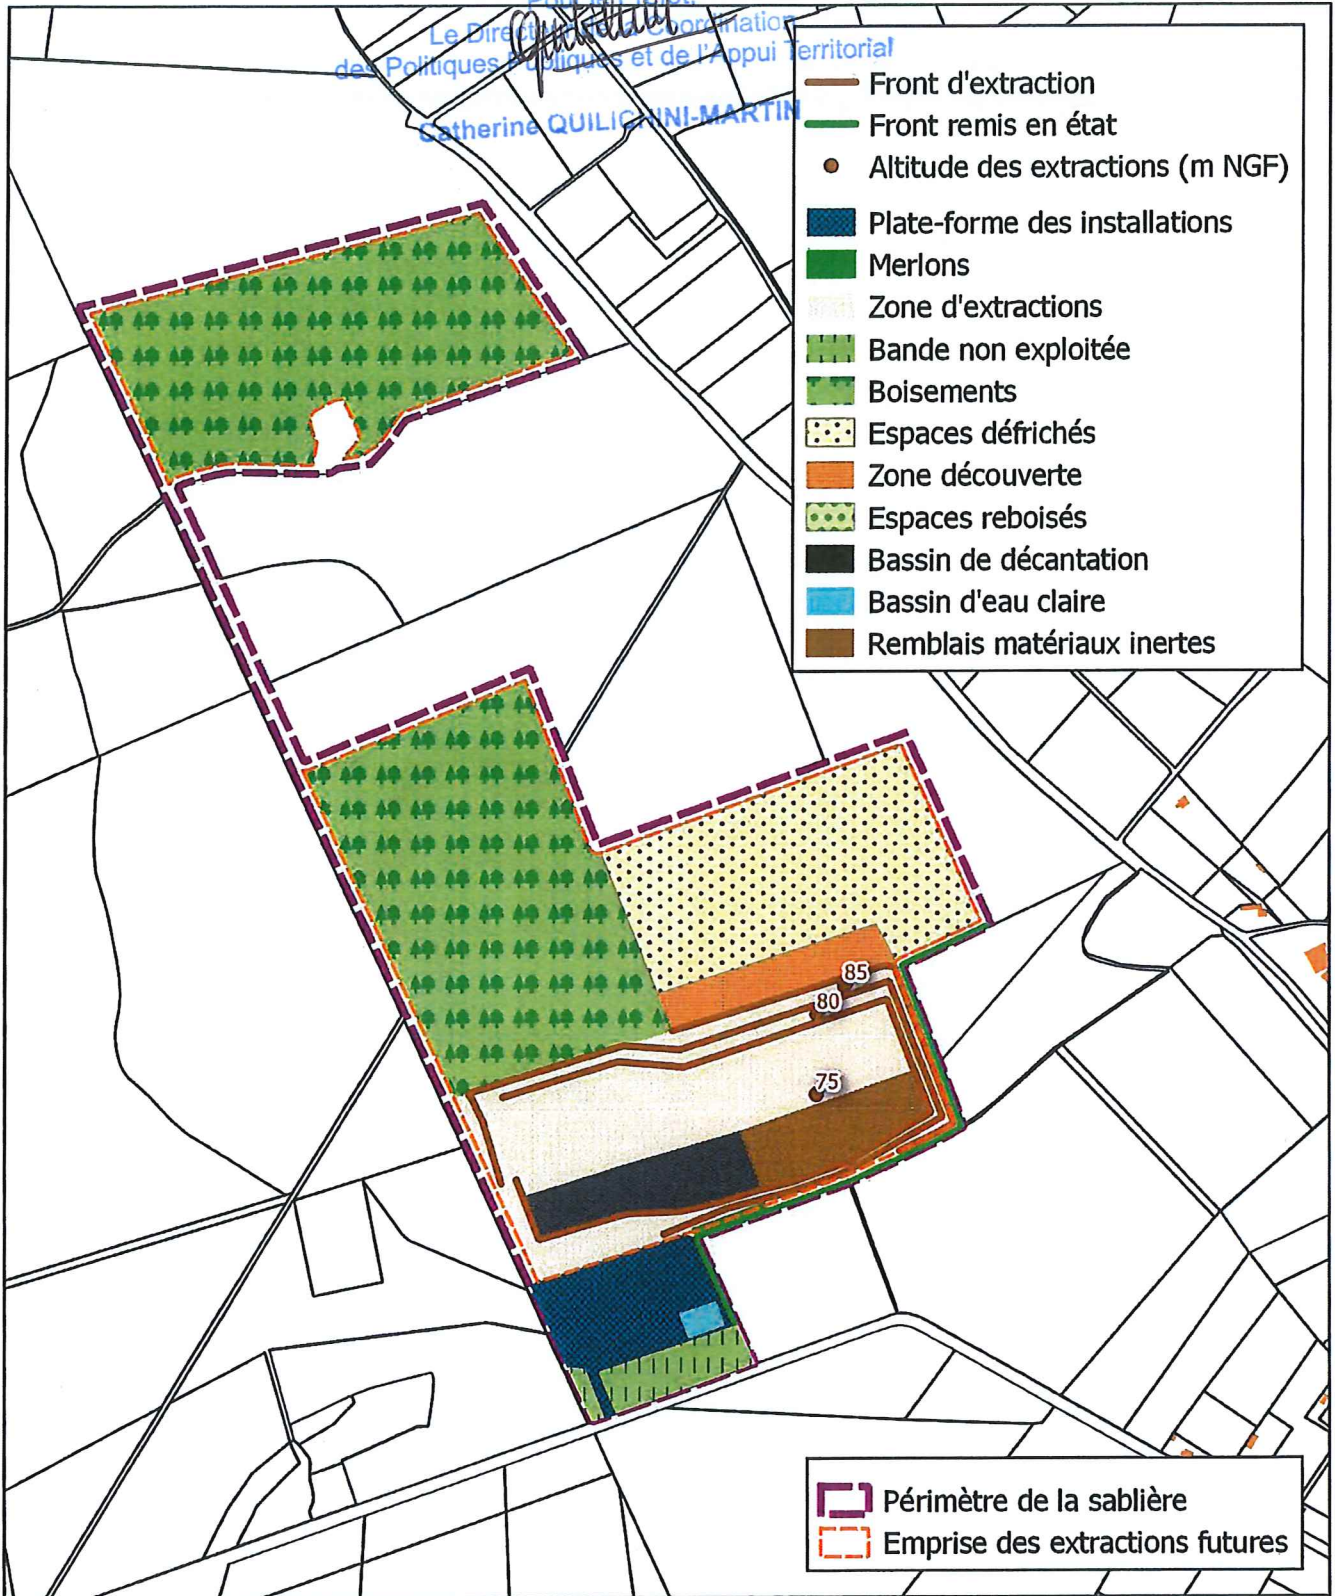 Le Directeur de la Coordination
des Politiques Publiques et de l'Appui Territorial
Catherine QUILICHINI-MARTIN
Front d'extraction
Front remis en état
Altitude des extractions (m NGF)
Plate-forme des installations
Merlons
Zone d'extractions
Bande non exploitée
Boisements
Espaces défrichés
Zone découverte
Espaces reboisés
Bassin de décantation
Bassin d'eau claire
Remblais matériaux inertes
85
80
75
Périmètre de la sablière
Emprise des extractions futures